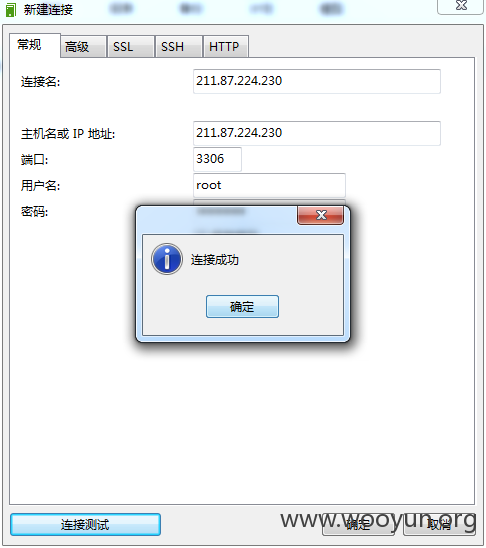 新建连接
常规 高级 SSL SSH HTTP
连接名: 211.87.224.230
主机名或 IP 地址: 211.87.224.230
端口: 3306
用户名: root
密码:
连接成功
确定
连接测试 确定 取消
www.wooyun.org